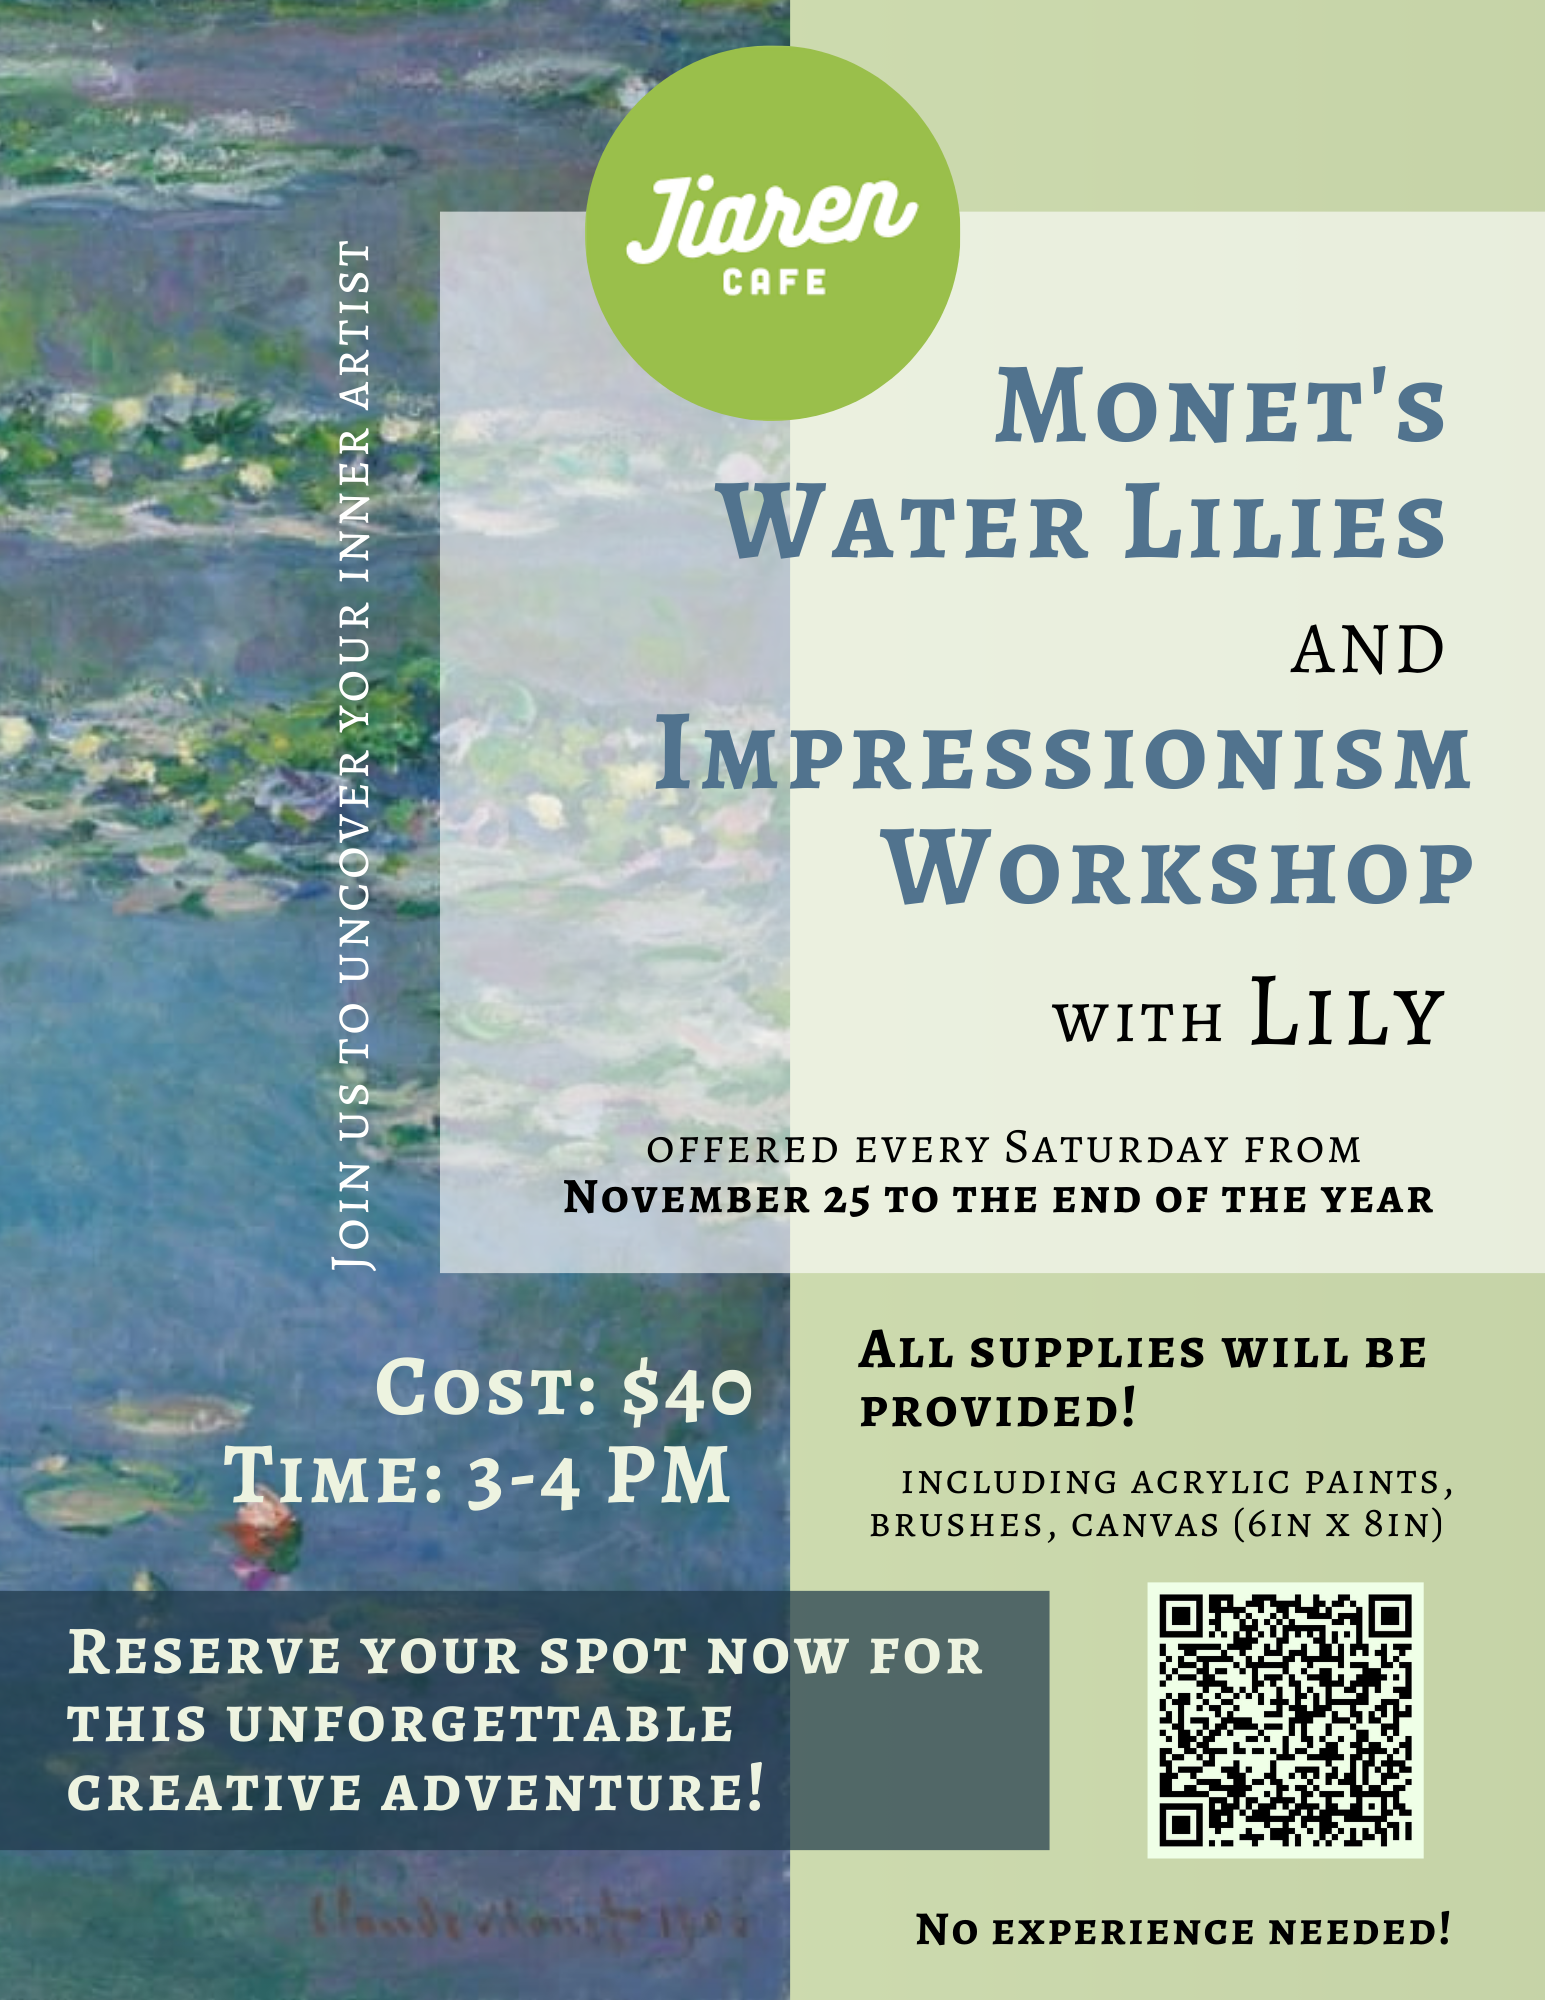 Jiaren
CAFE
JOIN US TO UNCOVER YOUR INNER ARTIST
MONET'S
WATER LILIES
AND
IMPRESSIONISM
WORKSHOP
WITH LILY
OFFERED EVERY SATURDAY FROM
NOVEMBER 25 TO THE END OF THE YEAR
COST: $40
TIME: 3-4 PM
ALL SUPPLIES WILL BE
PROVIDED!
INCLUDING ACRYLIC PAINTS,
BRUSHES, CANVAS (6IN X 8IN)
RESERVE YOUR SPOT NOW FOR
THIS UNFORGETTABLE
CREATIVE ADVENTURE!
Claude Monet
NO EXPERIENCE NEEDED!